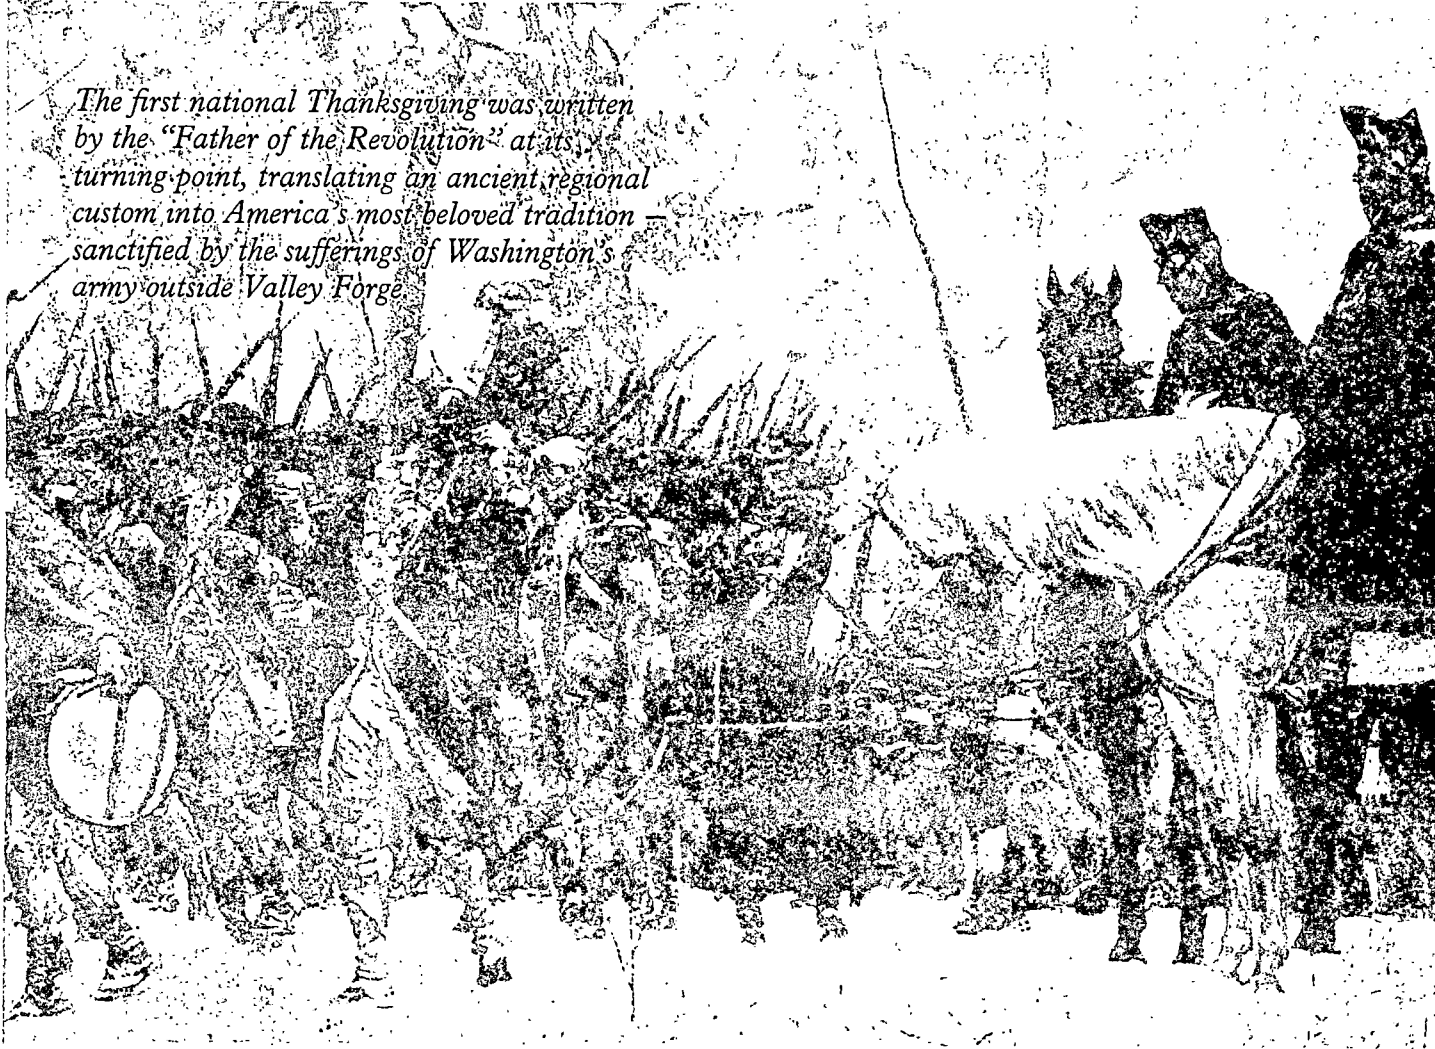 The first national Thanksgiving was written
by the “Father of the Revolution” at its
turning point, translating an ancient regional
custom into America's most beloved tradition —
sanctified by the sufferings of Washington's
army outside Valley Forge.